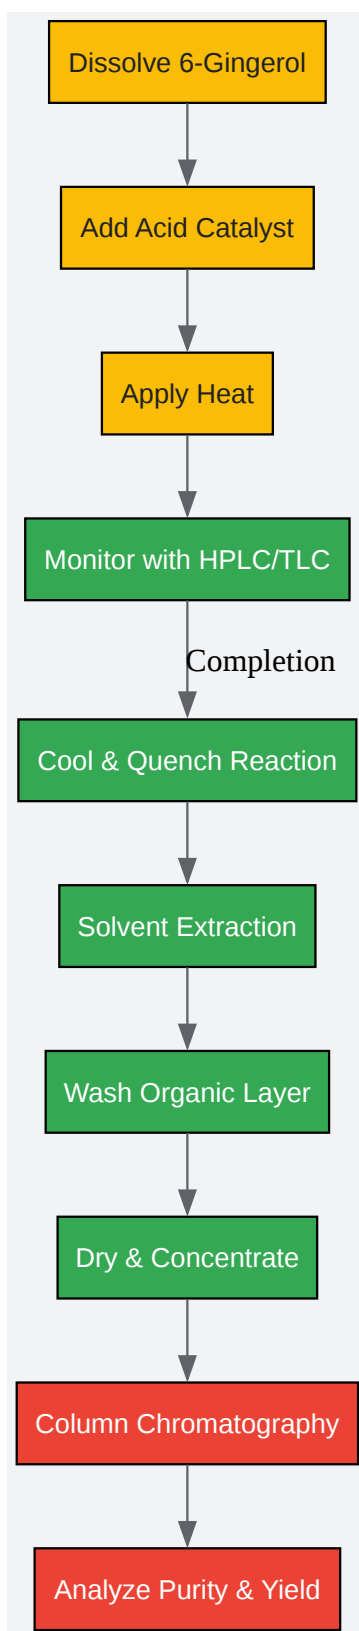 Dissolve 6-Gingerol
Add Acid Catalyst
Apply Heat
Monitor with HPLC/TLC
Completion
Cool & Quench Reaction
Solvent Extraction
Wash Organic Layer
Dry & Concentrate
Column Chromatography
Analyze Purity & Yield